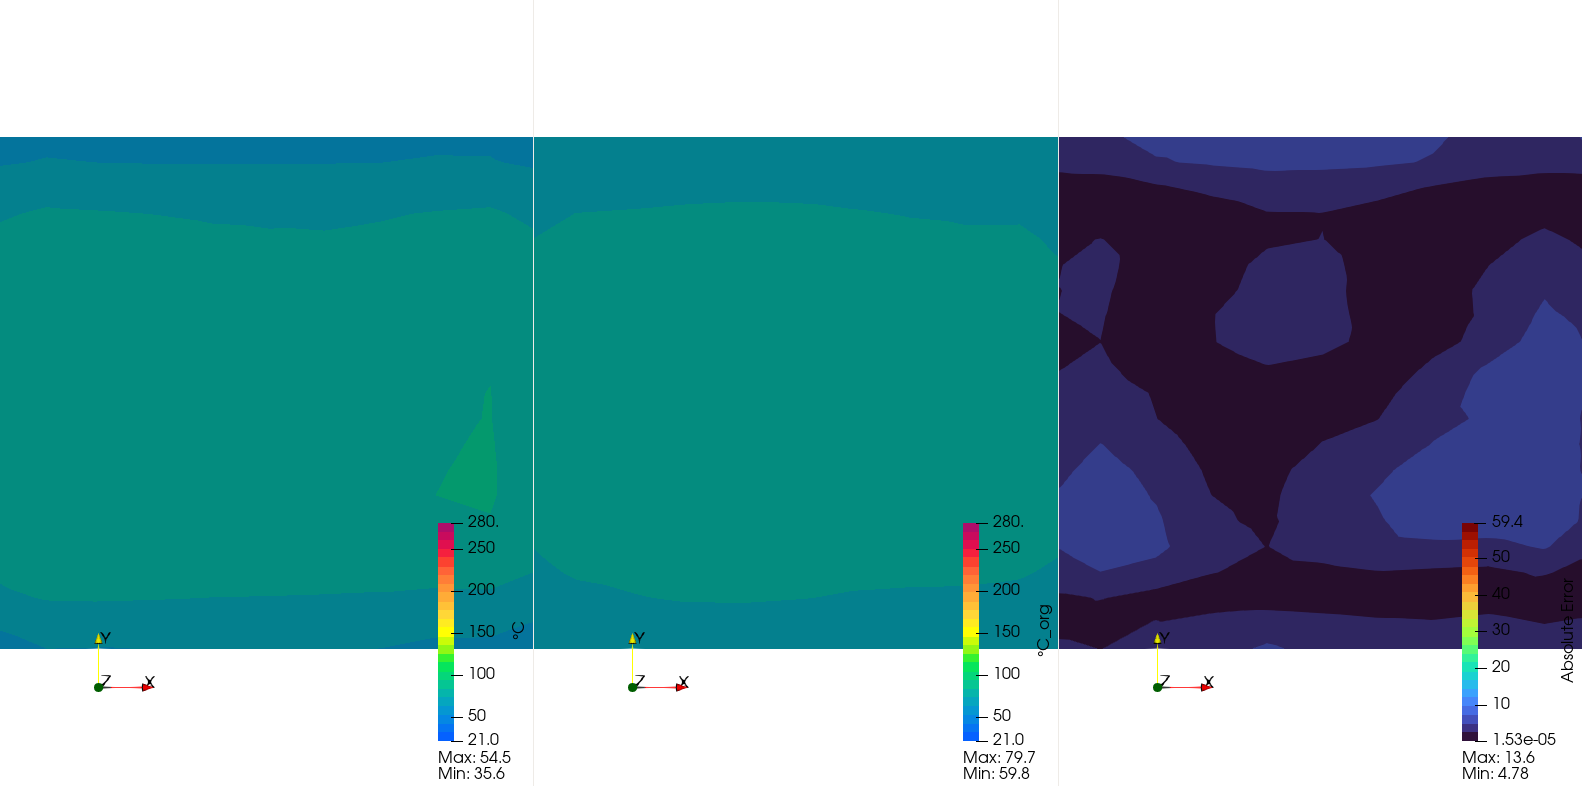 280.
250
200
150
100
50
21.0
°C
Max: 54.5
Min: 35.6
Y
Z
X
280.
250
200
150
100
50
21.0
°C_org
Max: 79.7
Min: 59.8
Y
Z
X
59.4
50
40
30
20
10
1.53e-05
Absolute Error
Max: 13.6
Min: 4.78
Y
Z
X